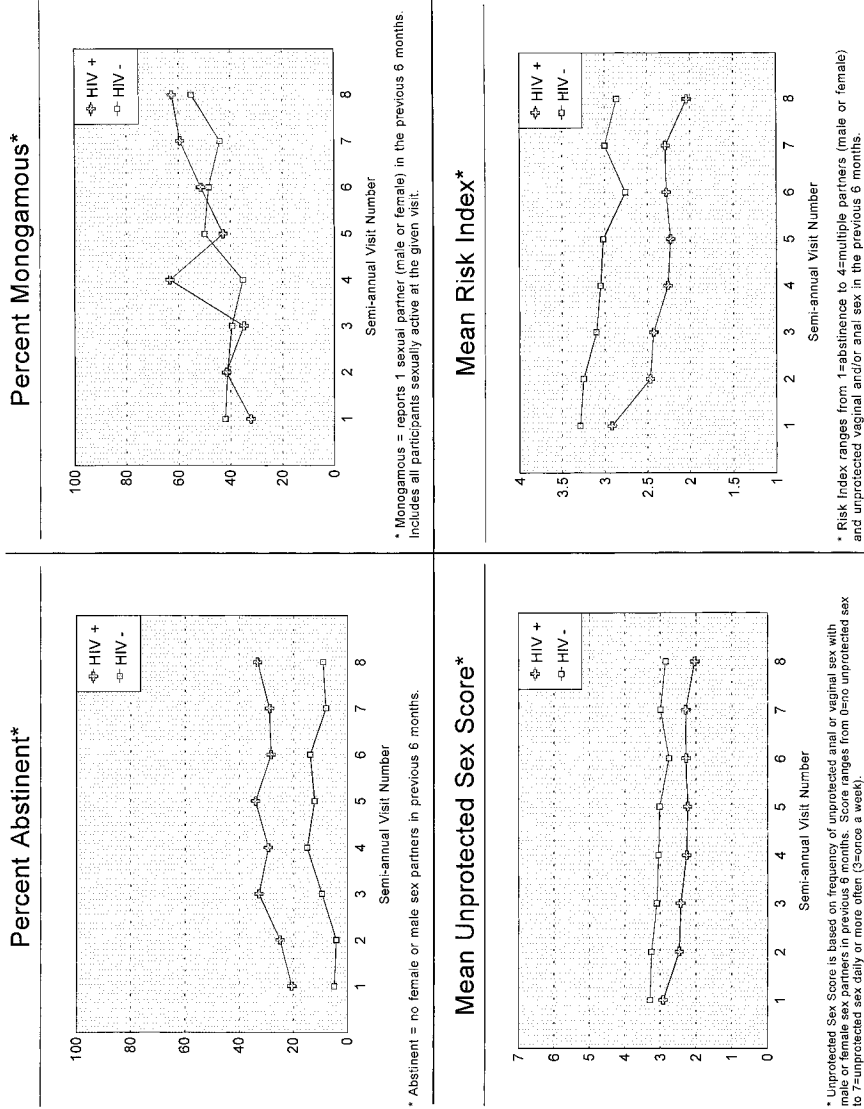 Percent Abstinent*
100
80
60
40
20
0
1 2 3 4 5 6 7 8
Semi-annual Visit Number
HIV +
HIV -
* Abstinent = no female or male sex partners in previous 6 months.
Percent Monogamous*
100
80
60
40
20
0
1 2 3 4 5 6 7 8
Semi-annual Visit Number
HIV +
HIV -
* Monogamous = reports 1 sexual partner (male or female) in the previous 6 months.
Includes all participants sexually active at the given visit.
Mean Unprotected Sex Score*
7
6
5
4
3
2
1
0
1 2 3 4 5 6 7 8
Semi-annual Visit Number
HIV +
HIV -
* Unprotected Sex Score is based on frequency of unprotected anal or vaginal sex with
male or female sex partners in previous 6 months. Score ranges from 0=no unprotected sex
to 7=unprotected sex daily or more often (3=once a week).
Mean Risk Index*
4
3.5
3
2.5
2
1.5
1
1 2 3 4 5 6 7 8
Semi-annual Visit Number
HIV +
HIV -
* Risk Index ranges from 1=abstinence to 4=multiple partners (male or female)
and unprotected vaginal and/or anal sex in the previous 6 months.